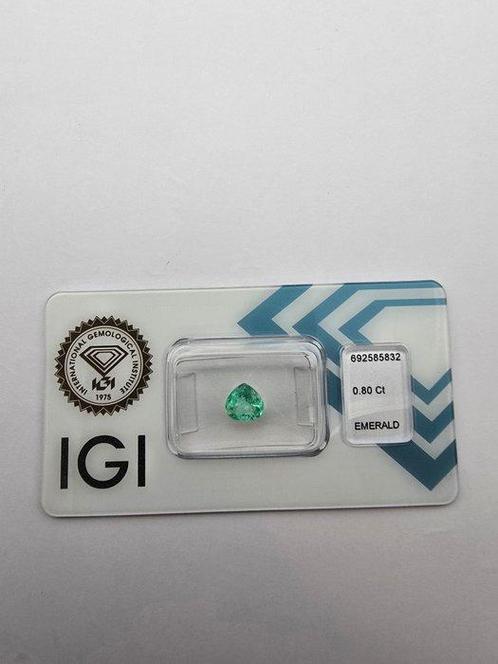 INTERNATIONAL GEMOLOGICAL INSTITUTE
IGI
1975
IGI
692585832
0.80 Ct
EMERALD